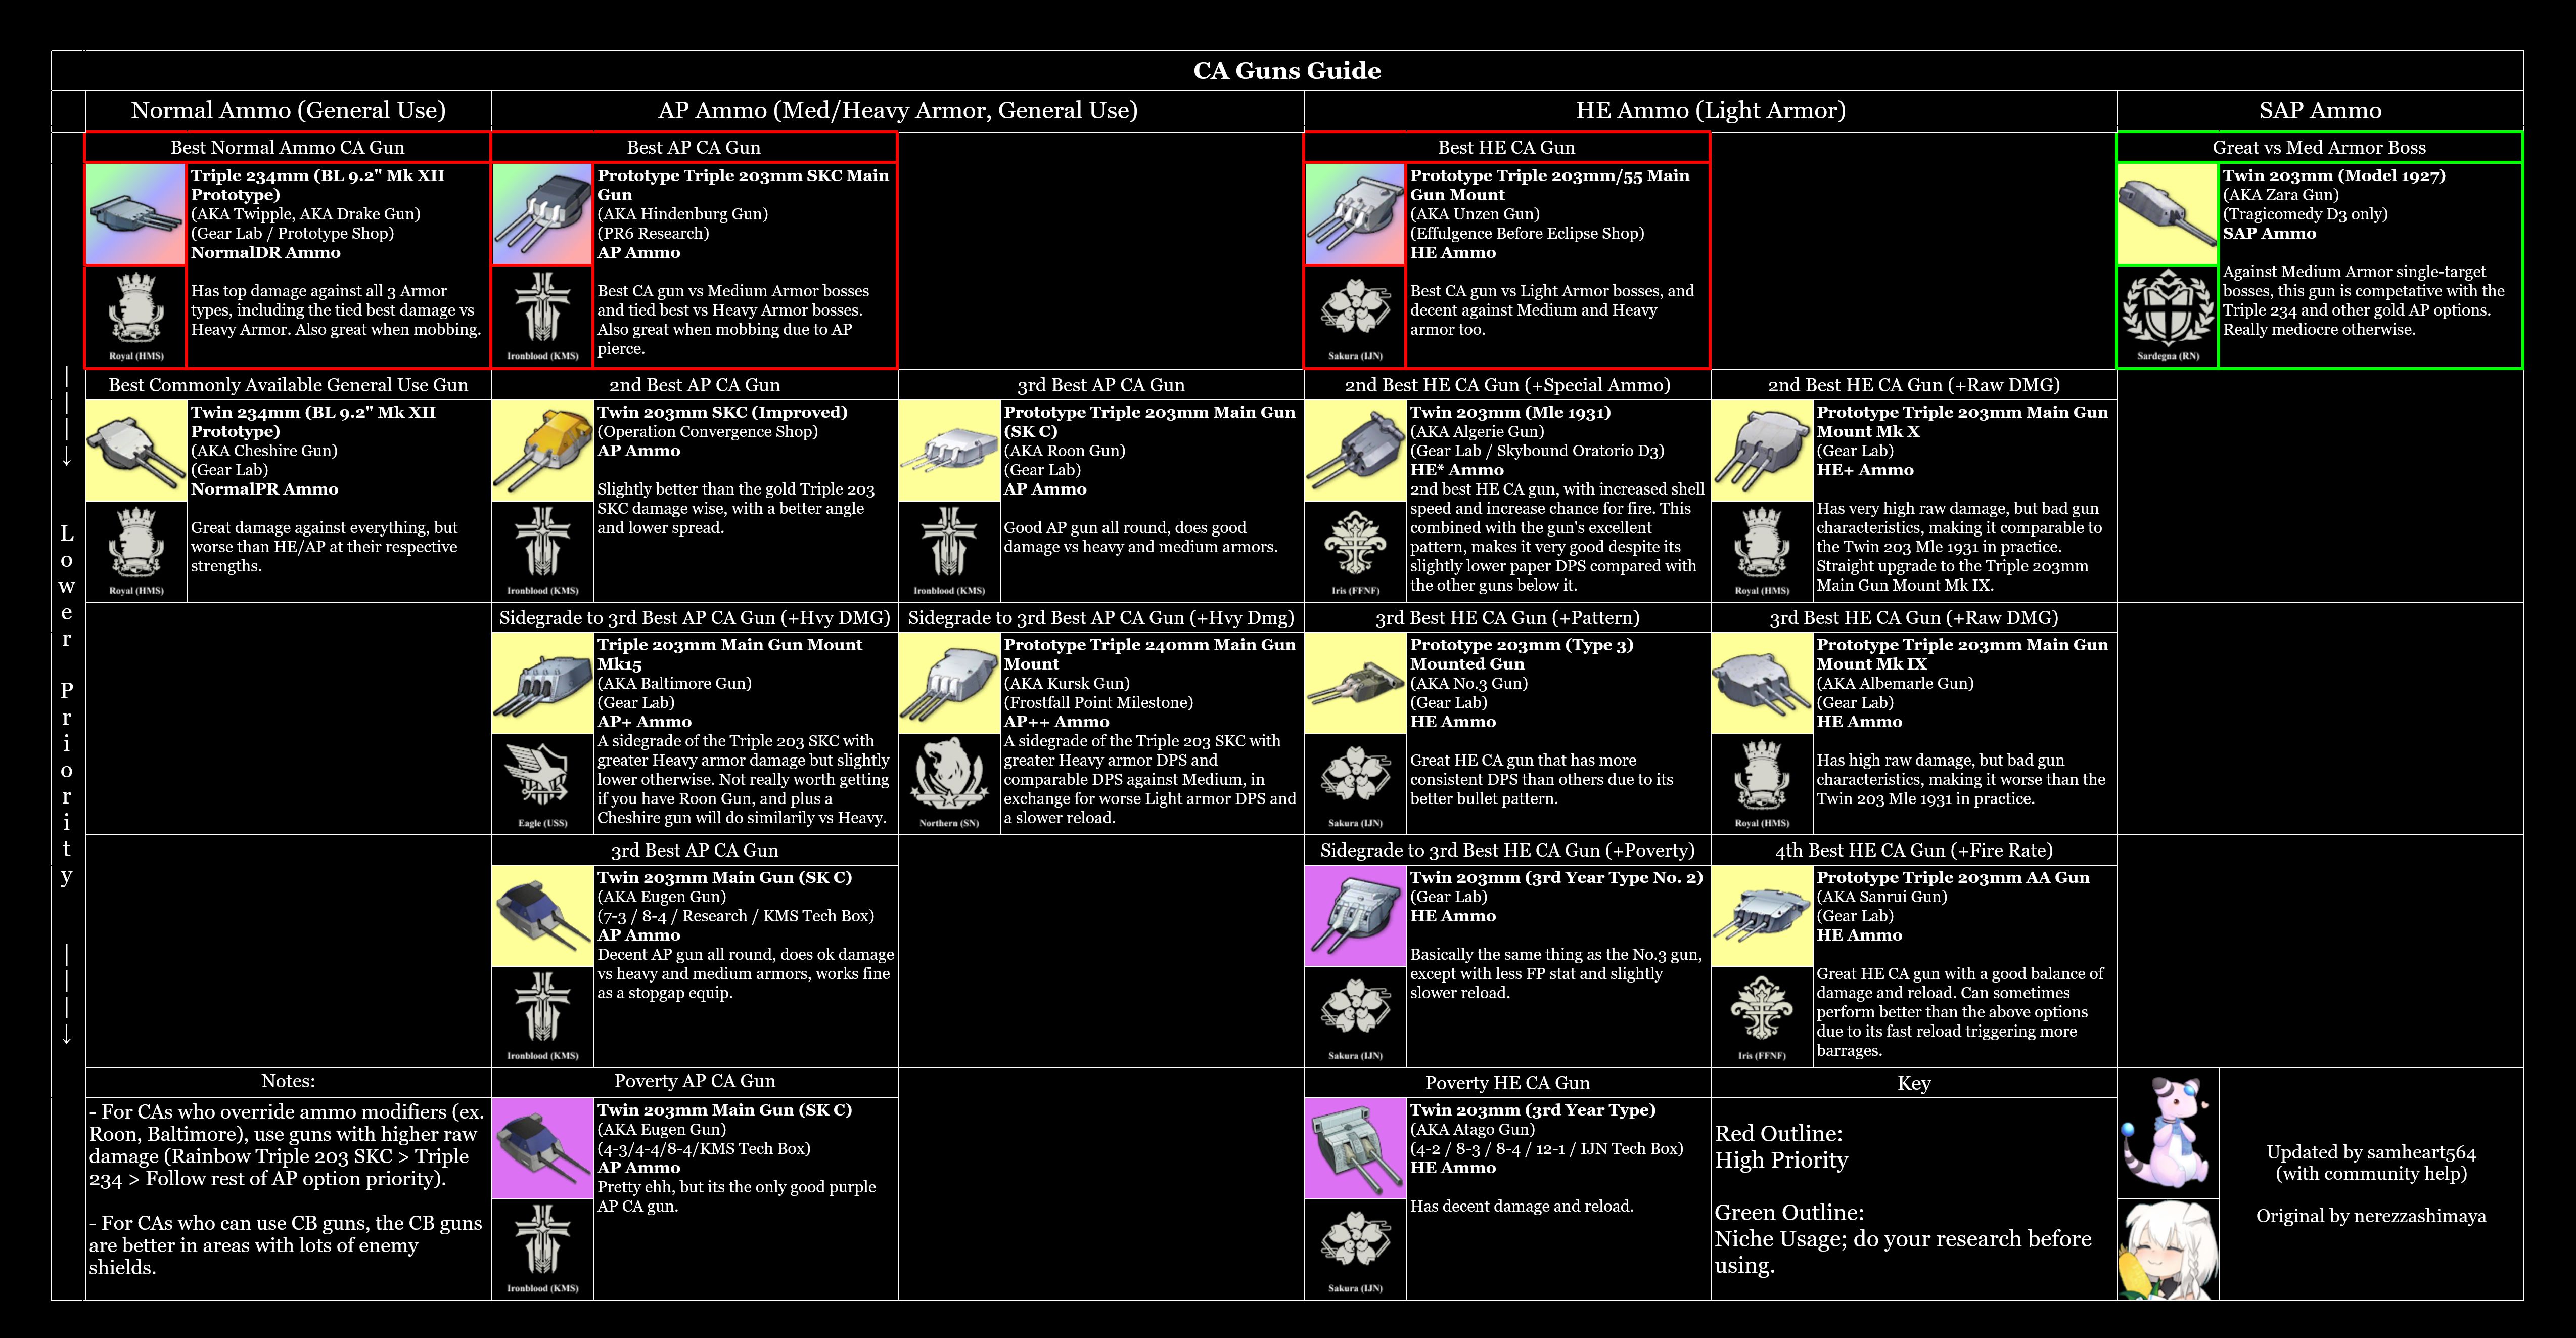 CA Guns Guide
Normal Ammo (General Use)
AP Ammo (Med/Heavy Armor, General Use)
HE Ammo (Light Armor)
SAP Ammo
Lower Priority
Best Normal Ammo CA Gun
Triple 234mm (BL 9.2" Mk XII
Prototype)
(AKA Twipple, AKA Drake Gun)
(Gear Lab / Prototype Shop)
NormalDR Ammo
Has top damage against all 3 Armor
types, including the tied best damage vs
Heavy Armor. Also great when mobbing.
Royal (HMS)
Best AP CA Gun
Prototype Triple 203mm SKC Main
Gun
(AKA Hindenburg Gun)
(PR6 Research)
AP Ammo
Best CA gun vs Medium Armor bosses
and tied best vs Heavy Armor bosses.
Also great when mobbing due to AP
pierce.
Ironblood (KMS)
Best HE CA Gun
Prototype Triple 203mm/55 Main
Gun Mount
(AKA Unzen Gun)
(Effulgence Before Eclipse Shop)
HE Ammo
Best CA gun vs Light Armor bosses, and
decent against Medium and Heavy
armor too.
Sakura (IJN)
Great vs Med Armor Boss
Twin 203mm (Model 1927)
(AKA Zara Gun)
(Tragicomedy D3 only)
SAP Ammo
Against Medium Armor single-target
bosses, this gun is competative with the
Triple 234 and other gold AP options.
Really mediocre otherwise.
Sardegna (RN)
Best Commonly Available General Use Gun
Twin 234mm (BL 9.2" Mk XII
Prototype)
(AKA Cheshire Gun)
(Gear Lab)
NormalPR Ammo
Great damage against everything, but
worse than HE/AP at their respective
strengths.
Royal (HMS)
2nd Best AP CA Gun
Twin 203mm SKC (Improved)
(Operation Convergence Shop)
AP Ammo
Slightly better than the gold Triple 203
SKC damage wise, with a better angle
and lower spread.
Ironblood (KMS)
3rd Best AP CA Gun
Prototype Triple 203mm Main Gun
(SK C)
(AKA Roon Gun)
(Gear Lab)
AP Ammo
Good AP gun all round, does good
damage vs heavy and medium armors.
Ironblood (KMS)
2nd Best HE CA Gun (+Special Ammo)
Twin 203mm (Mle 1931)
(AKA Algerie Gun)
(Gear Lab / Skybound Oratorio D3)
HE* Ammo
2nd best HE CA gun, with increased shell
speed and increase chance for fire. This
combined with the gun's excellent
pattern, makes it very good despite its
slightly lower paper DPS compared with
the other guns below it.
Iris (FFNF)
2nd Best HE CA Gun (+Raw DMG)
Prototype Triple 203mm Main Gun
Mount Mk X
(Gear Lab)
HE+ Ammo
Has very high raw damage, but bad gun
characteristics, making it comparable to
the Twin 203 Mle 1931 in practice.
Straight upgrade to the Triple 203mm
Main Gun Mount Mk IX.
Royal (HMS)
Sidegrade to 3rd Best AP CA Gun (+Hvy DMG)
Triple 203mm Main Gun Mount
Mk15
(AKA Baltimore Gun)
(Gear Lab)
AP+ Ammo
A sidegrade of the Triple 203 SKC with
greater Heavy armor damage but slightly
lower otherwise. Not really worth getting
if you have Roon Gun, and plus a
Cheshire gun will do similarily vs Heavy.
Eagle (USS)
Sidegrade to 3rd Best AP CA Gun (+Hvy Dmg)
Prototype Triple 240mm Main Gun
Mount
(AKA Kursk Gun)
(Frostfall Point Milestone)
AP++ Ammo
A sidegrade of the Triple 203 SKC with
greater Heavy armor DPS and
comparable DPS against Medium, in
exchange for worse Light armor DPS and
a slower reload.
Northern (SN)
3rd Best HE CA Gun (+Pattern)
Prototype 203mm (Type 3)
Mounted Gun
(AKA No.3 Gun)
(Gear Lab)
HE Ammo
Great HE CA gun that has more
consistent DPS than others due to its
better bullet pattern.
Sakura (IJN)
3rd Best HE CA Gun (+Raw DMG)
Prototype Triple 203mm Main Gun
Mount Mk IX
(AKA Albemarle Gun)
(Gear Lab)
HE Ammo
Has high raw damage, but bad gun
characteristics, making it worse than the
Twin 203 Mle 1931 in practice.
Royal (HMS)
3rd Best AP CA Gun
Twin 203mm Main Gun (SK C)
(AKA Eugen Gun)
(7-3 / 8-4 / Research / KMS Tech Box)
AP Ammo
Decent AP gun all round, does ok damage
vs heavy and medium armors, works fine
as a stopgap equip.
Ironblood (KMS)
Sidegrade to 3rd Best HE CA Gun (+Poverty)
Twin 203mm (3rd Year Type No. 2)
(Gear Lab)
HE Ammo
Basically the same thing as the No.3 gun,
except with less FP stat and slightly
slower reload.
Sakura (IJN)
4th Best HE CA Gun (+Fire Rate)
Prototype Triple 203mm AA Gun
(AKA Sanrui Gun)
(Gear Lab)
HE Ammo
Great HE CA gun with a good balance of
damage and reload. Can sometimes
perform better than the above options
due to its fast reload triggering more
barrages.
Iris (FFNF)
Notes:
- For CAs who override ammo modifiers (ex.
Roon, Baltimore), use guns with higher raw
damage (Rainbow Triple 203 SKC > Triple
234 > Follow rest of AP option priority).
- For CAs who can use CB guns, the CB guns
are better in areas with lots of enemy
shields.
Poverty AP CA Gun
Twin 203mm Main Gun (SK C)
(AKA Eugen Gun)
(4-3/4-4/8-4/KMS Tech Box)
AP Ammo
Pretty ehh, but its the only good purple
AP CA gun.
Ironblood (KMS)
Poverty HE CA Gun
Twin 203mm (3rd Year Type)
(AKA Atago Gun)
(4-2 / 8-3 / 8-4 / 12-1 / IJN Tech Box)
HE Ammo
Has decent damage and reload.
Sakura (IJN)
Key
Red Outline:
High Priority
Green Outline:
Niche Usage; do your research before
using.
Updated by samheart564
(with community help)
Original by nerezzashimaya